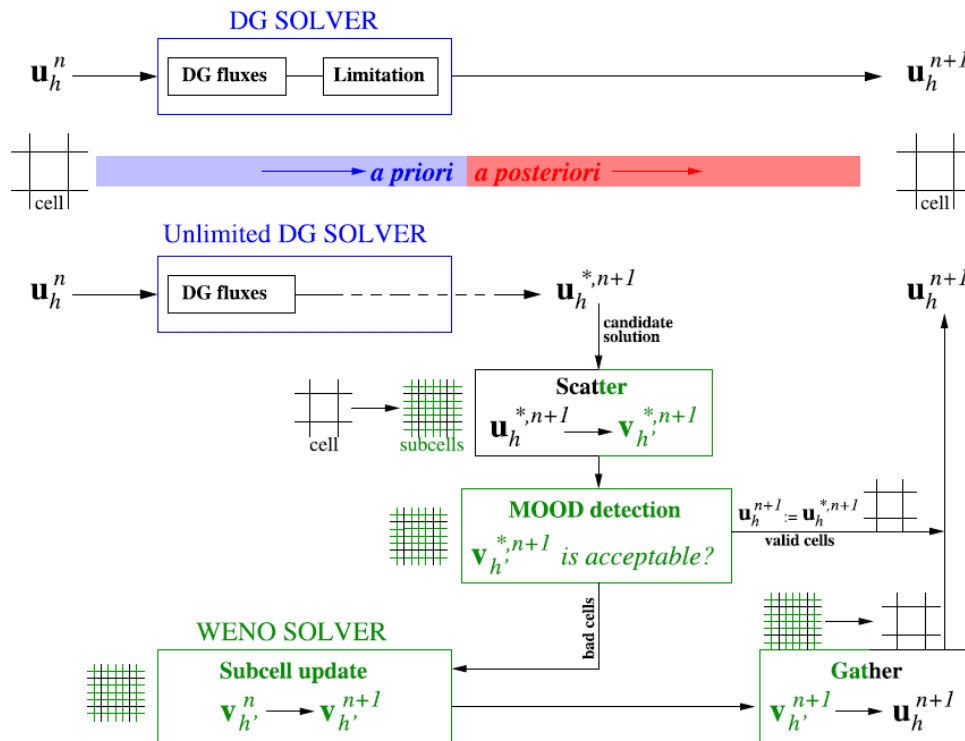 DG SOLVER
u_h^n
DG fluxes
Limitation
u_h^{n+1}
a priori
a posteriori
cell
cell
Unlimited DG SOLVER
u_h^n
DG fluxes
u_h^{*,n+1}
u_h^{n+1}
candidate
solution
Scatter
u_h^{*,n+1}
v_{h'}^{*,n+1}
cell
subcells
MOOD detection
v_{h'}^{*,n+1} is acceptable?
u_h^{n+1} := u_h^{*,n+1}
valid cells
bad cells
WENO SOLVER
Subcell update
v_{h'}^n
v_{h'}^{n+1}
Gather
v_{h'}^{n+1}
u_h^{n+1}